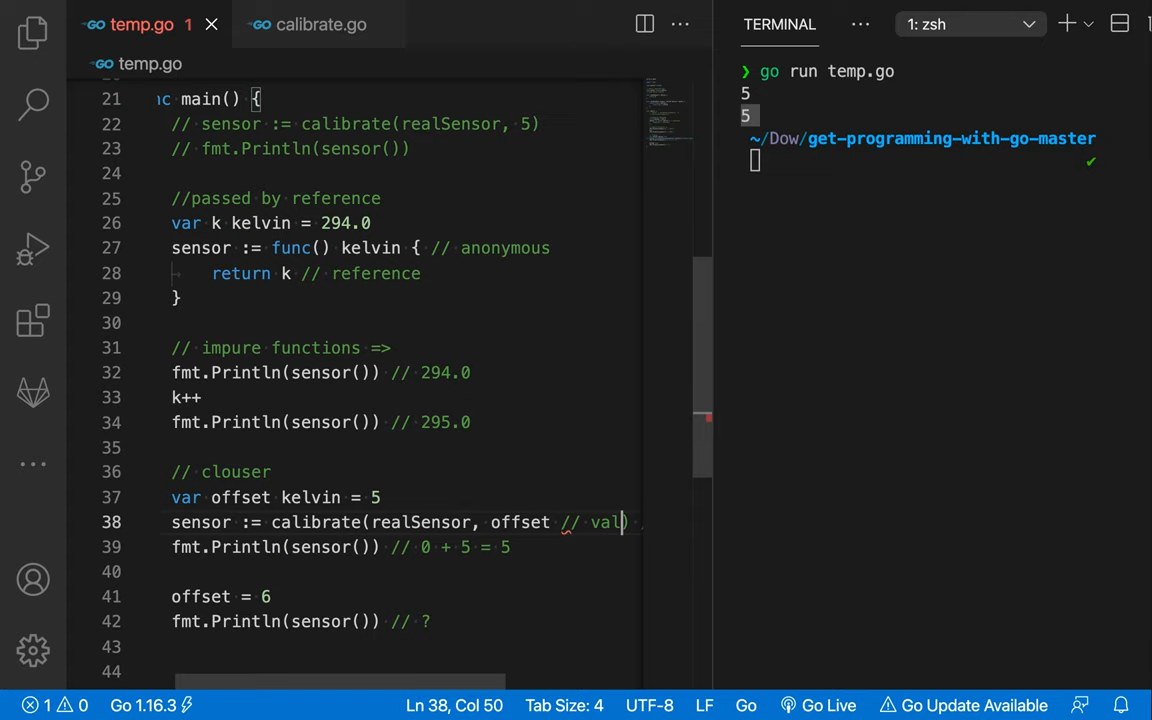 temp.go 1 calibrate.go
temp.go
21 nc main() {
22 // sensor := calibrate(realSensor, 5)
23 // fmt.Println(sensor())
24
25 //passed by reference
26 var k kelvin = 294.0
27 sensor := func() kelvin { // anonymous
28 return k // reference
29 }
30
31 // impure functions =>
32 fmt.Println(sensor()) // 294.0
33 k++
34 fmt.Println(sensor()) // 295.0
35
36 // clouser
37 var offset kelvin = 5
38 sensor := calibrate(realSensor, offset // val)
39 fmt.Println(sensor()) // 0 + 5 = 5
40
41 offset = 6
42 fmt.Println(sensor()) // ?
43
44
TERMINAL 1: zsh
❯ go run temp.go
5
5
~/Dow/get-programming-with-go-master
✔
1 0 Go 1.16.3 Ln 38, Col 50 Tab Size: 4 UTF-8 LF Go Go Live Go Update Available